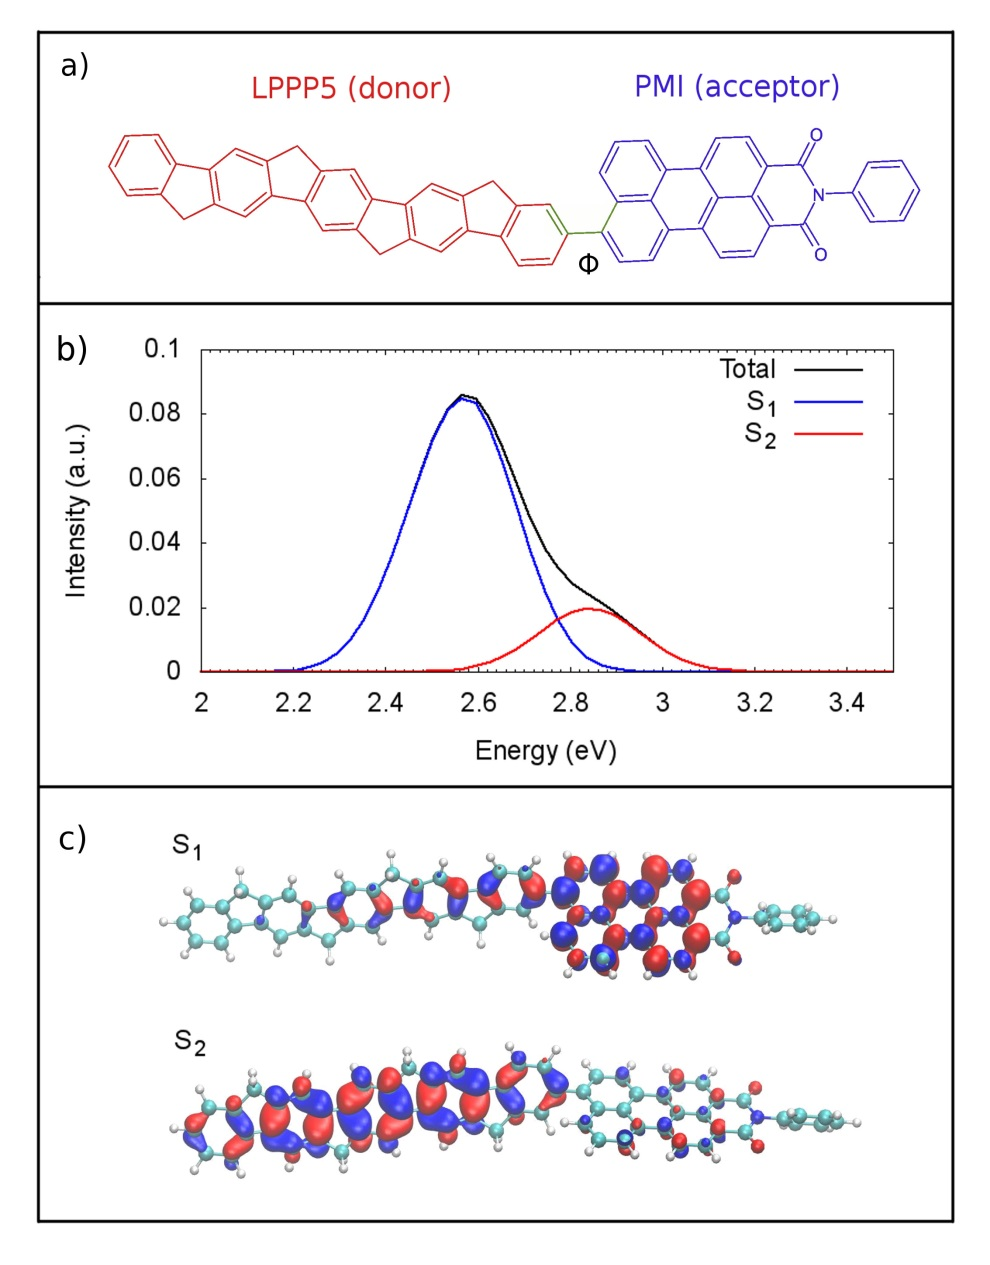 a)
LPPP5 (donor) PMI (acceptor)
O
N
O
Φ
b)
0.1
0.08
0.06
0.04
0.02
0
Intensity (a.u.)
Total
S1
S2
2 2.2 2.4 2.6 2.8 3 3.2 3.4
Energy (eV)
c)
S1
S2